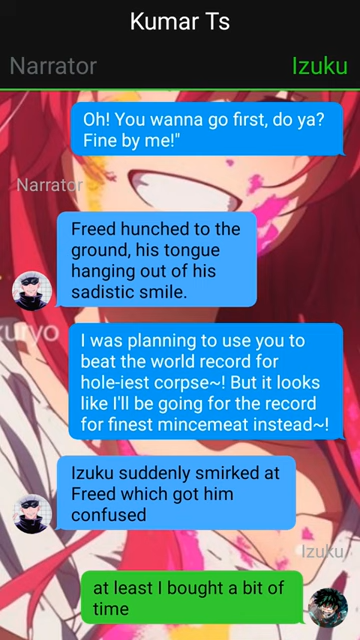 Kumar Ts
Narrator
Izuku
Oh! You wanna go first, do ya?
Fine by me!"
Narrator
Freed hunched to the
ground, his tongue
hanging out of his
sadistic smile.
kuryo
I was planning to use you to
beat the world record for
hole-iest corpse~! But it looks
like I'll be going for the record
for finest mincemeat instead~!
Izuku suddenly smirked at
Freed which got him
confused
Izuku
at least I bought a bit of
time